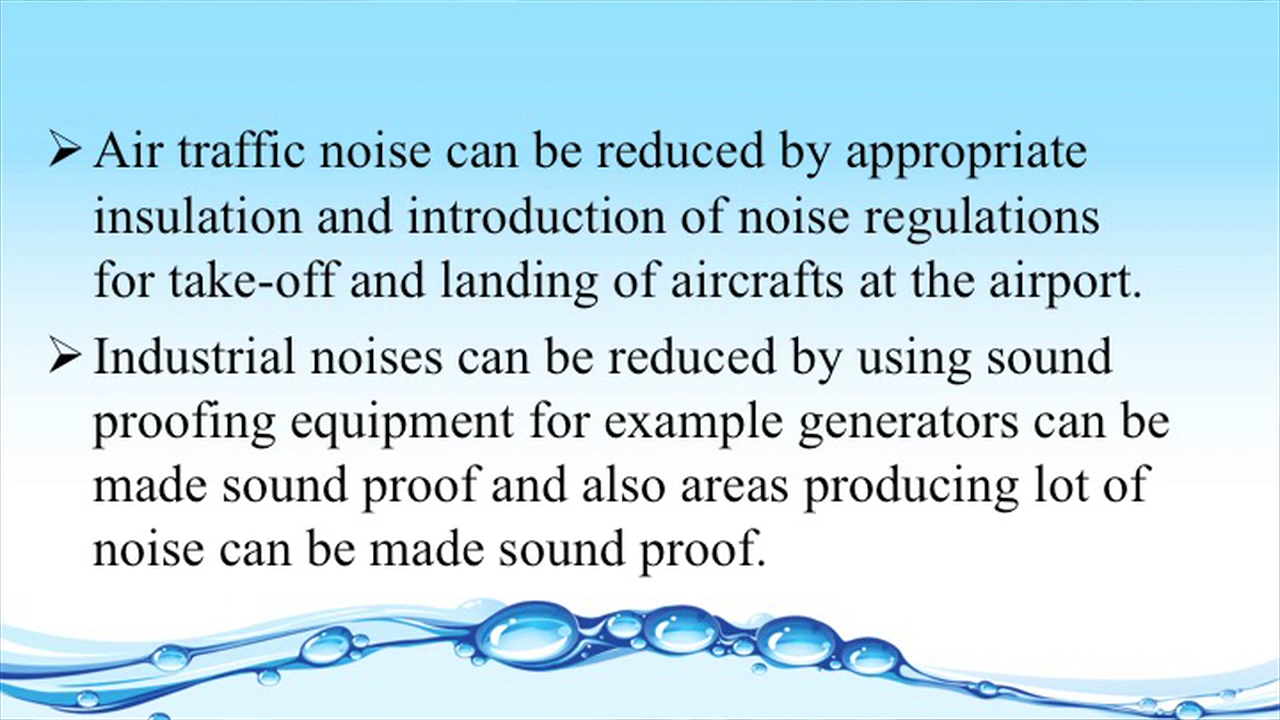 ➢ Air traffic noise can be reduced by appropriate
insulation and introduction of noise regulations
for take-off and landing of aircrafts at the airport.
➢ Industrial noises can be reduced by using sound
proofing equipment for example generators can be
made sound proof and also areas producing lot of
noise can be made sound proof.